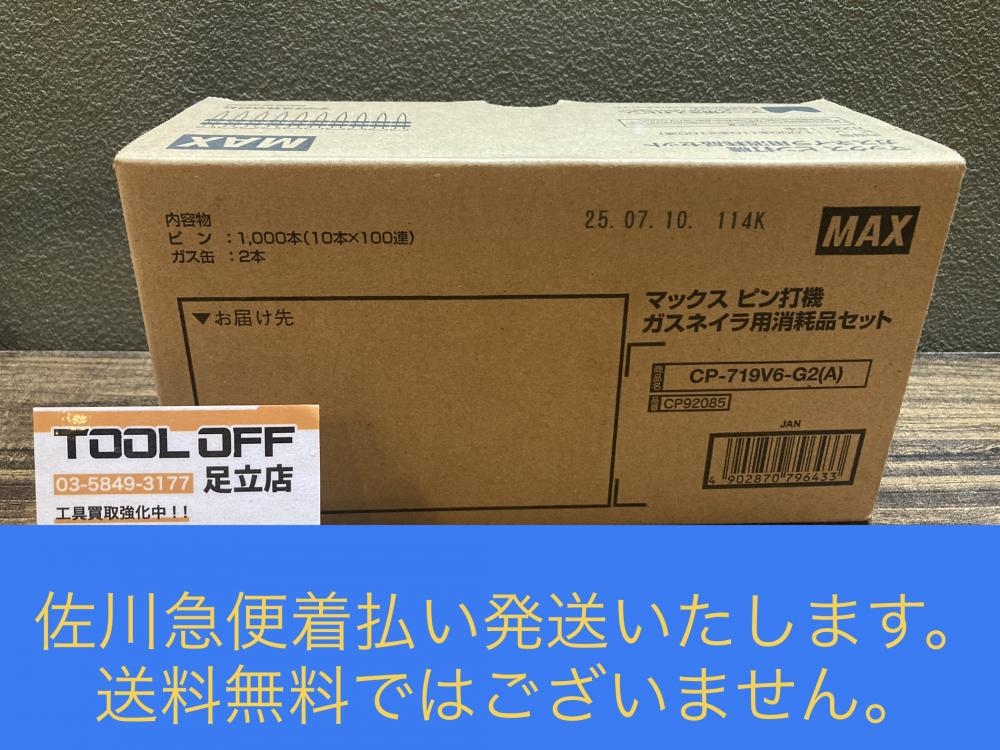 MAX
内容物
ピン：1,000本(10本×100連)
ガス缶：2本
25.07.10. 114K
MAX
マックス ピン打機
ガスネイラ用消耗品セット
▼お届け先
商品名 CP-719V6-G2(A)
CP92085
JAN
4 902870 796433
TOOL OFF
03-5849-3177 足立店
工具買取強化中！！
佐川急便着払い発送いたします。
送料無料ではございません。